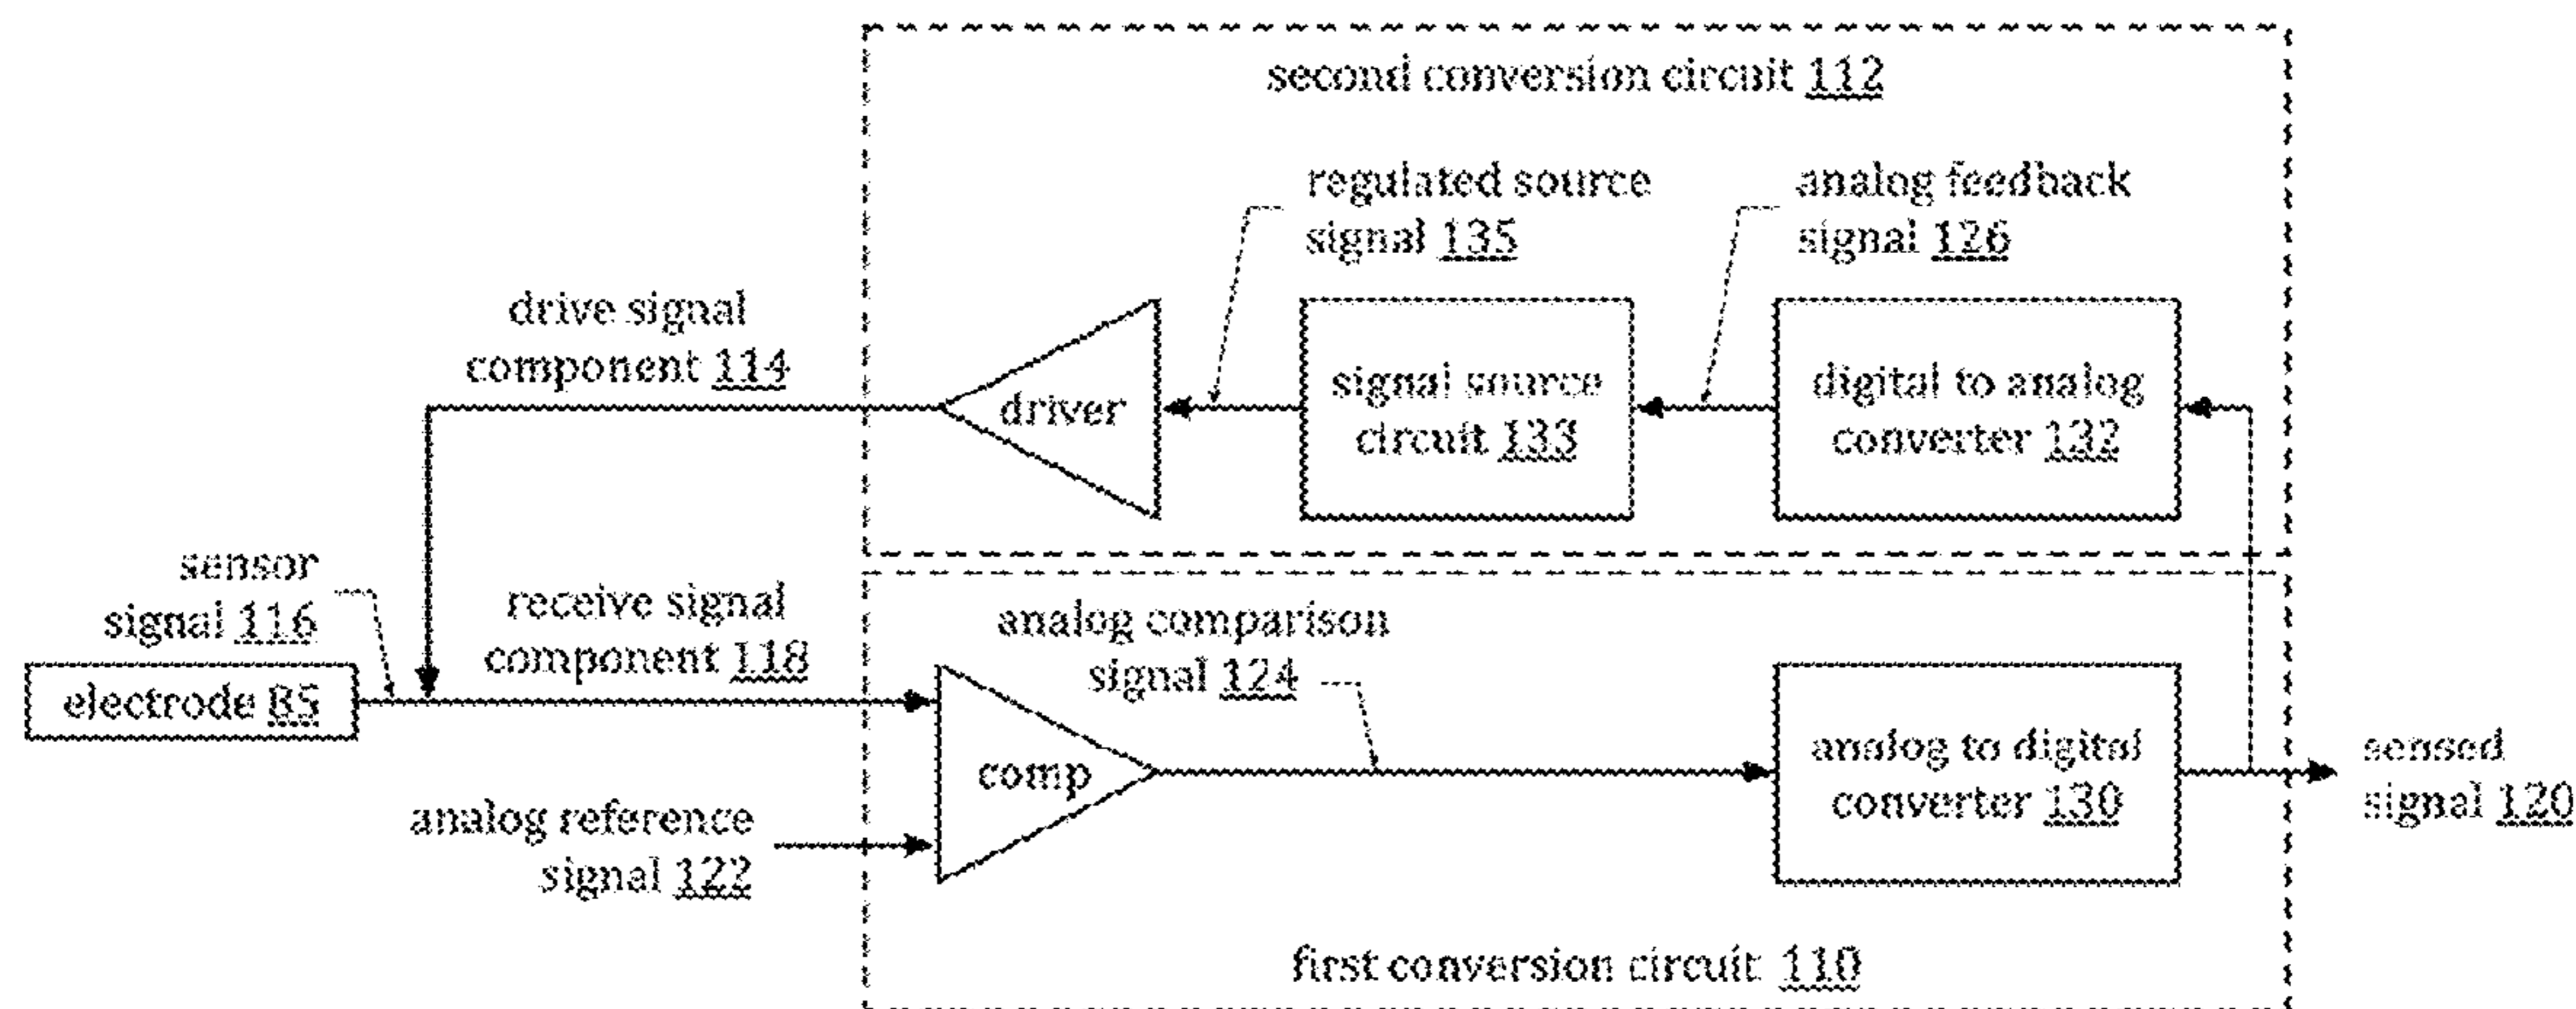 second conversion circuit 112
regulated source
signal 135
analog feedback
signal 126
drive signal
component 114
driver
signal source
circuit 133
digital to analog
converter 132
sensor
signal 116
receive signal
component 118
analog comparison
signal 124
electrode 85
comp
analog to digital
converter 130
sensed
signal 120
analog reference
signal 122
first conversion circuit 110